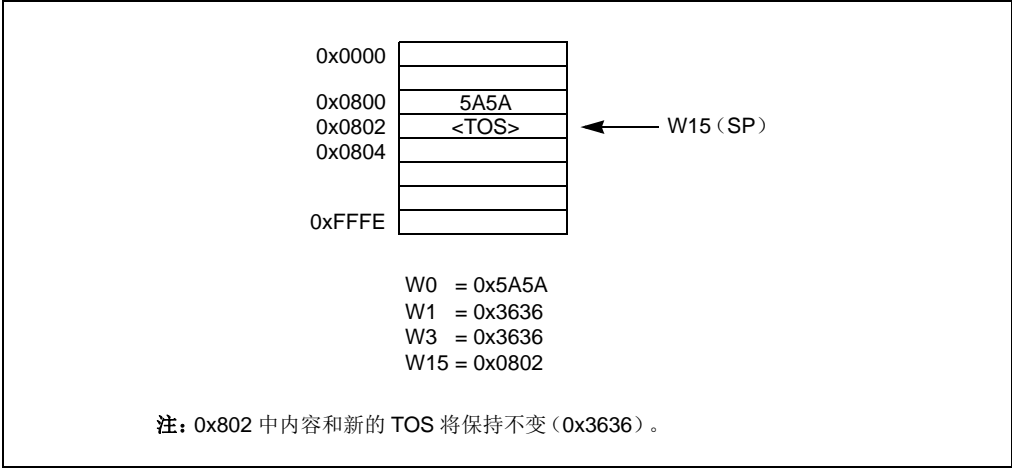 0x0000
0x0800 5A5A
0x0802 <TOS> W15（SP）
0x0804
0xFFFE
W0 = 0x5A5A
W1 = 0x3636
W3 = 0x3636
W15 = 0x0802
注: 0x802 中内容和新的 TOS 将保持不变（0x3636）。